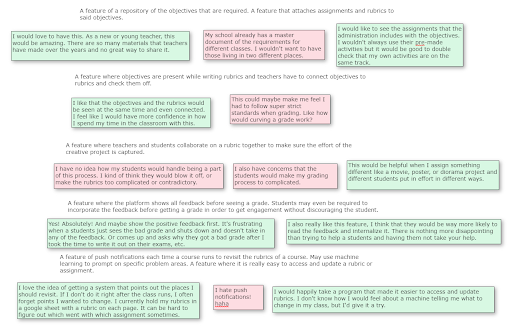 A feature of a repository of the objectives that are required. A feature that attaches assignments and rubrics to
said objectives.
I would love to have this. As a new or young teacher, this
would be amazing. There are so many materials that teachers
have made over the years and no great way to share it.
My school already has a master
document of the requirements for
different classes. I wouldn't want to have
those living in two different places.
I would like to see the assignments that the
administration includes with the objectives.
I wouldn't always use their pre-made
activities but it would be good to double
check that my own activities are on the
same track.
A feature where objectives are present while writing rubrics and teachers have to connect objectives to
rubrics and check them off.
I like that the objectives and the rubrics would
be seen at the same time and even connected.
I feel like I would have more confidence in how
I spend my time in the classroom with this.
This could maybe make me feel I
had to follow super strict
standards when grading. Like how
would curving a grade work?
A feature where teachers and students collaborate on a rubric together to make sure the effort of the
creative project is captured.
I have no idea how my students would handle being a part
of this process. I kind of think they would blow it off, or
make the rubrics too complicated or contradictory.
I also have concerns that the
students would make my grading
process to complicated.
This would be helpful when I assign something
different like a movie, poster, or dorama project and
different students put in effort in different ways.
A feature where the platform shows all feedback before seeing a grade. Students may even be required to
incorporate the feedback before getting a grade in order to get engagement without discouraging the student.
Yes! Absolutely! And maybe show the positive feedback first. It's frustrating
when a students just sees the bad grade and shuts down and doesn't take in
any of the feedback. Or comes up and asks why they got a bad grade after I
took the time to write it out on their exams, etc.
I also really like this feature, I think that they would be way more likely to
read the feedback and internalize it. There is nothing more disappointing
than trying to help a students and having them not take your help.
A feature of push notifications each time a course runs to revisit the rubrics of a course. May use machine
learning to prompt on specific problem areas. A feature where it is really easy to access and update a rubric or
assignment.
I love the idea of getting a system that points out the places I
should revisit. If I don't do it right after the class runs, I often
forget points I wanted to change. I currently hold my rubrics in
a google sheet with a rubric on each page. It can be hard to
figure out which went with which assignment sometimes.
I hate push
notifications!
haha
I would happily take a program that made it easier to access and update
rubrics. I don't know how I would feel about a machine telling me what to
change in my class, but I'd give it a try.